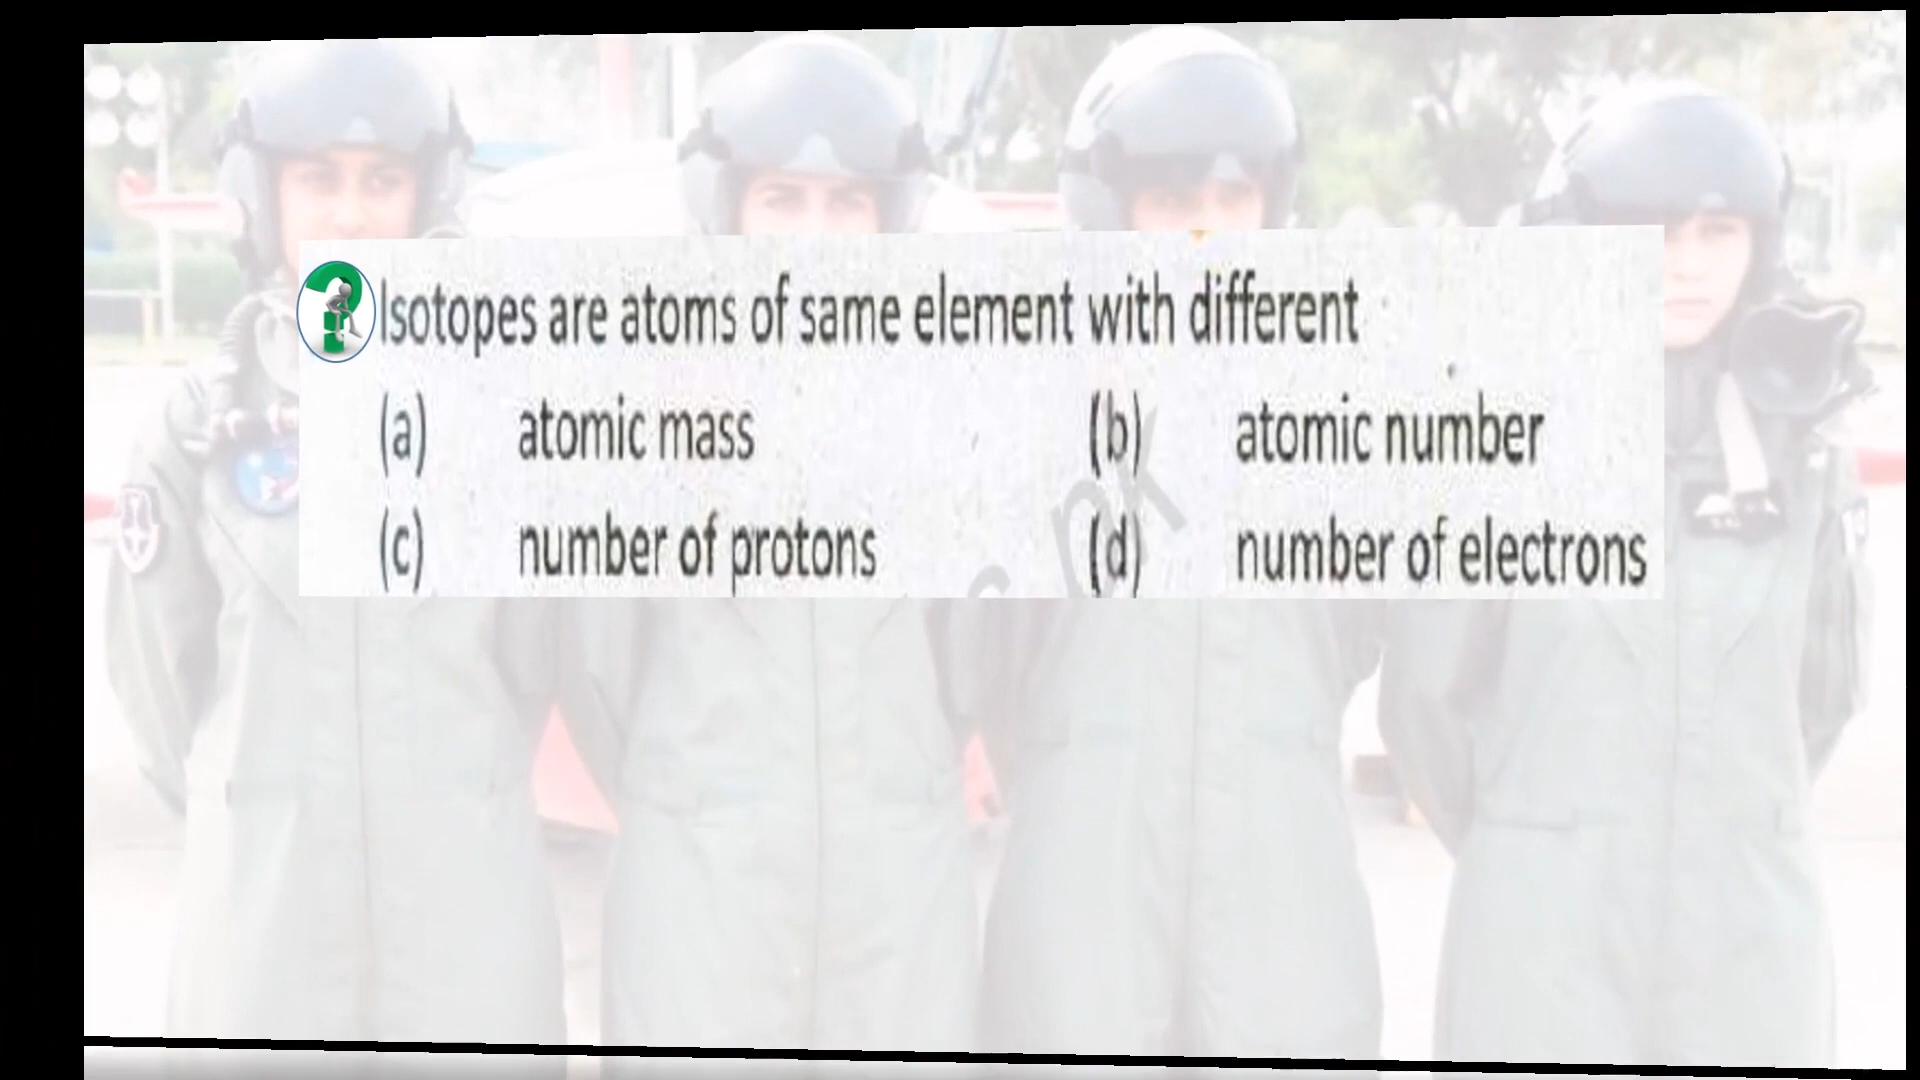 Isotopes are atoms of same element with different
(a) atomic mass (b) atomic number
(c) number of protons (d) number of electrons